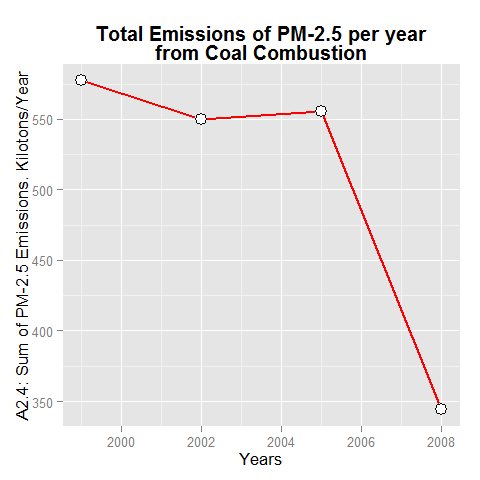 Total Emissions of PM-2.5 per year
from Coal Combustion
A2.4: Sum of PM-2.5 Emissions. Kilotons/Year
550
500
450
400
350
2000
2002
2004
2006
2008
Years